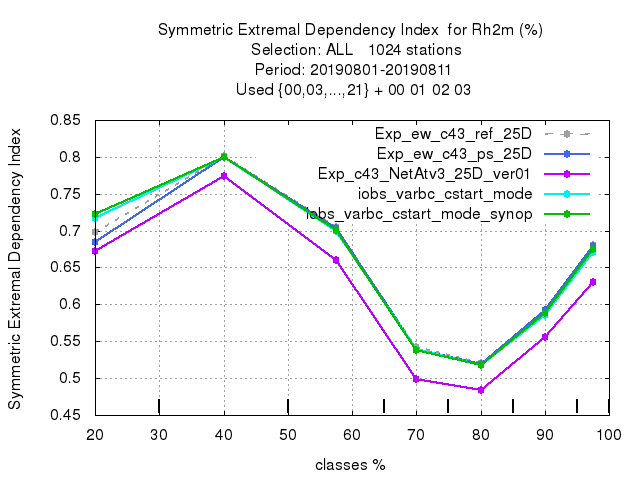 Symmetric Extremal Dependency Index  for Rh2m (%)
Selection: ALL   1024 stations
Period: 20190801-20190811
Used {00,03,...,21} + 00 01 02 03
Symmetric Extremal Dependency Index
0.85
0.8
0.75
0.7
0.65
0.6
0.55
0.5
0.45
Exp_ew_c43_ref_25D
Exp_ew_c43_ps_25D
Exp_c43_NetAtv3_25D_ver01
iobs_varbc_cstart_mode
iobs_varbc_cstart_mode_synop
20 30 40 50 60 70 80 90 100
classes %